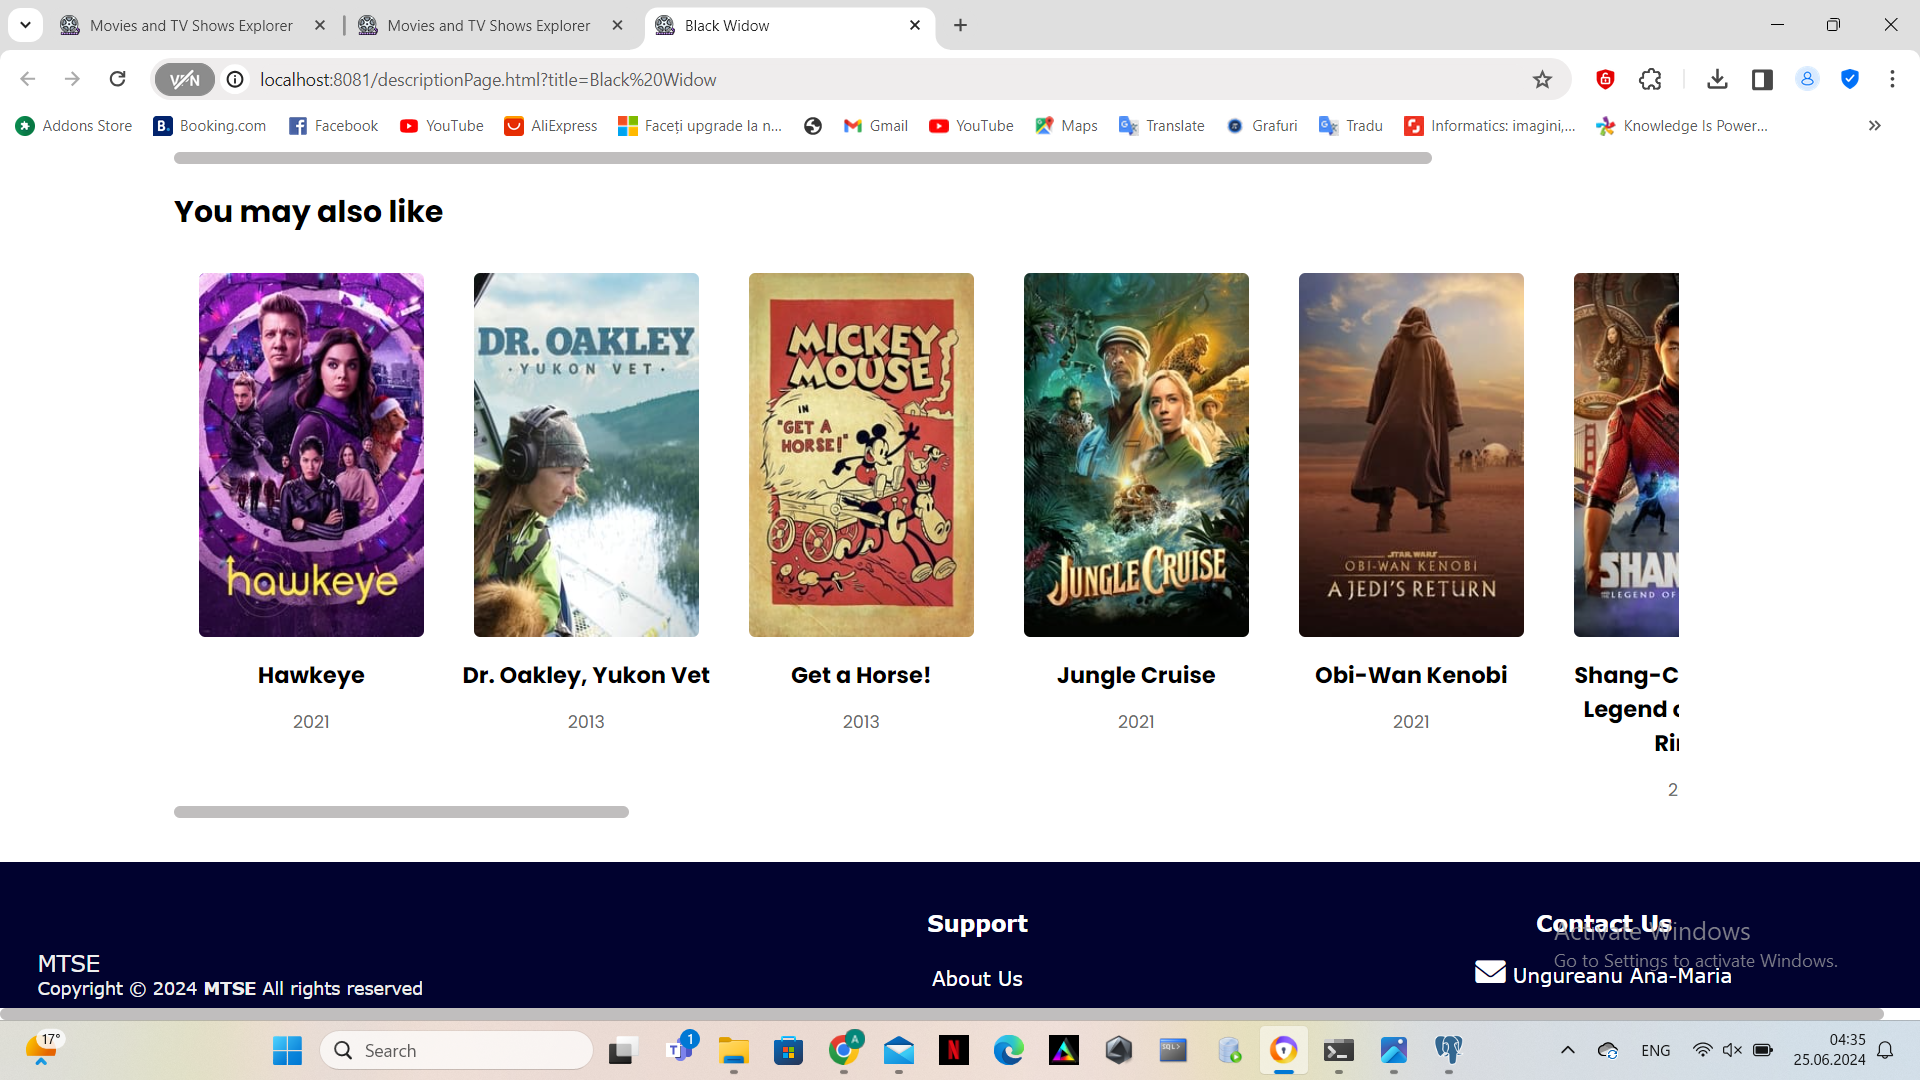 Movies and TV Shows Explorer
Movies and TV Shows Explorer
Black Widow
VPN
localhost:8081/descriptionPage.html?title=Black%20Widow
Addons Store
B.
Booking.com
Facebook
YouTube
AliExpress
Faceți upgrade la n...
Gmail
YouTube
Maps
Translate
Grafuri
Tradu
Informatics: imagini,...
Knowledge Is Power...
You may also like
hawkeye
DR. OAKLEY
· YUKON VET ·
MICKEY
MOUSE
IN
"GET A
HORSE!"
JUNGLE CRUISE
STAR WARS
OBI-WAN KENOBI
A JEDI'S RETURN
SHAN
LEGEND OF
Hawkeye
2021
Dr. Oakley, Yukon Vet
2013
Get a Horse!
2013
Jungle Cruise
2021
Obi-Wan Kenobi
2021
Shang-C
Legend o
Rin
2
MTSE
Copyright © 2024 MTSE All rights reserved
Support
About Us
Contact Us
Ungureanu Ana-Maria
Activate Windows
Go to Settings to activate Windows.
17°
Search
T
1
A
N
SQL>
ENG
04:35
25.06.2024